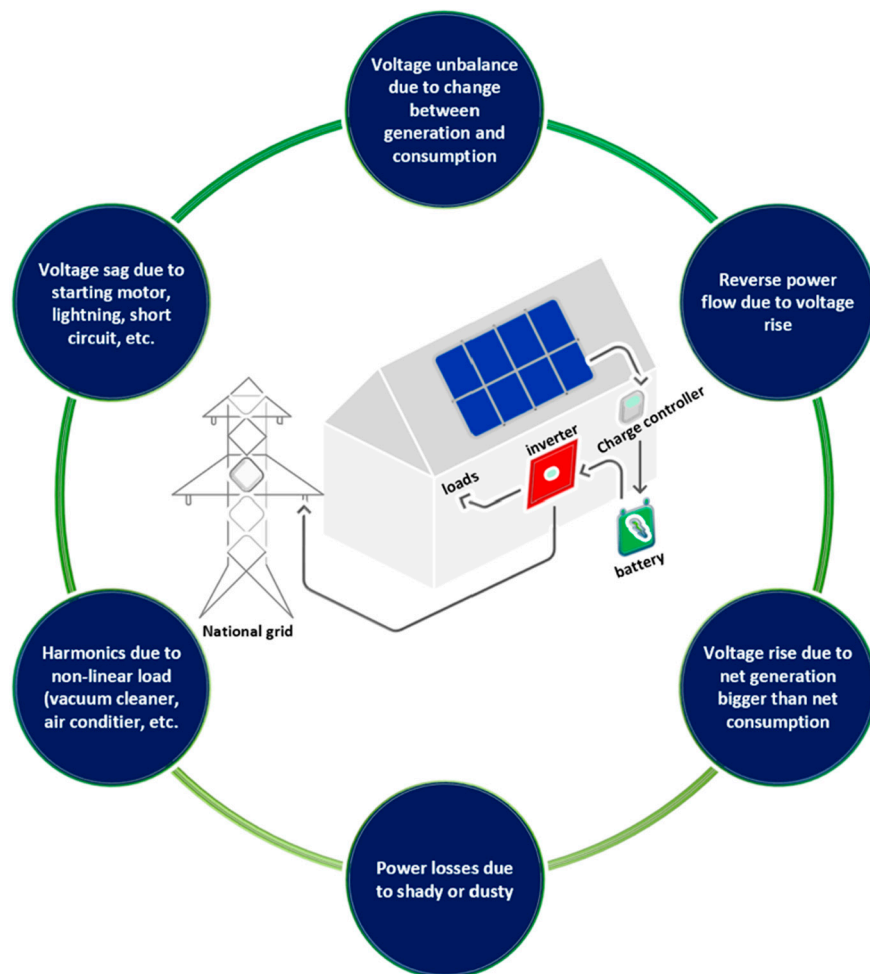 Voltage unbalance
due to change
between
generation and
consumption
Voltage sag due to
starting motor,
lightning, short
circuit, etc.
Reverse power
flow due to voltage
rise
Charge controller
inverter
loads
battery
National grid
Harmonics due to
non-linear load
(vacuum cleaner,
air conditier, etc.
Voltage rise due to
net generation
bigger than net
consumption
Power losses due
to shady or dusty